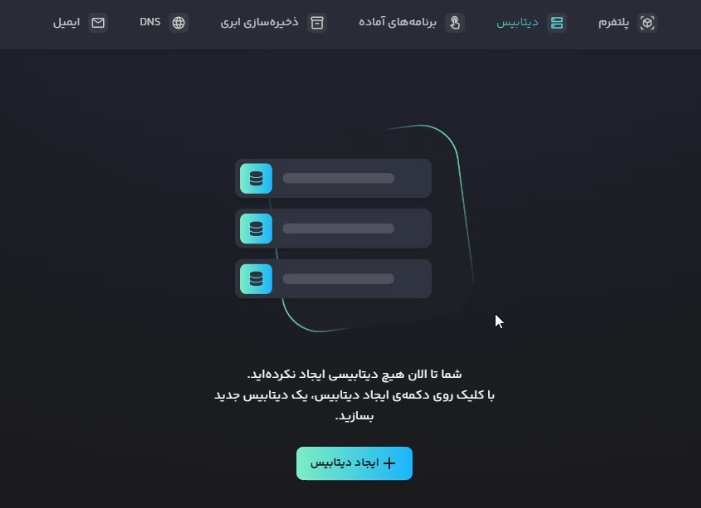 پلتفرم
دیتابیس
برنامه‌های آماده
ذخیره‌سازی ابری
DNS
ایمیل
شما تا الان هیچ دیتابیسی ایجاد نکرده‌اید.
با کلیک روی دکمه‌ی ایجاد دیتابیس، یک دیتابیس جدید
بسازید.
ایجاد دیتابیس